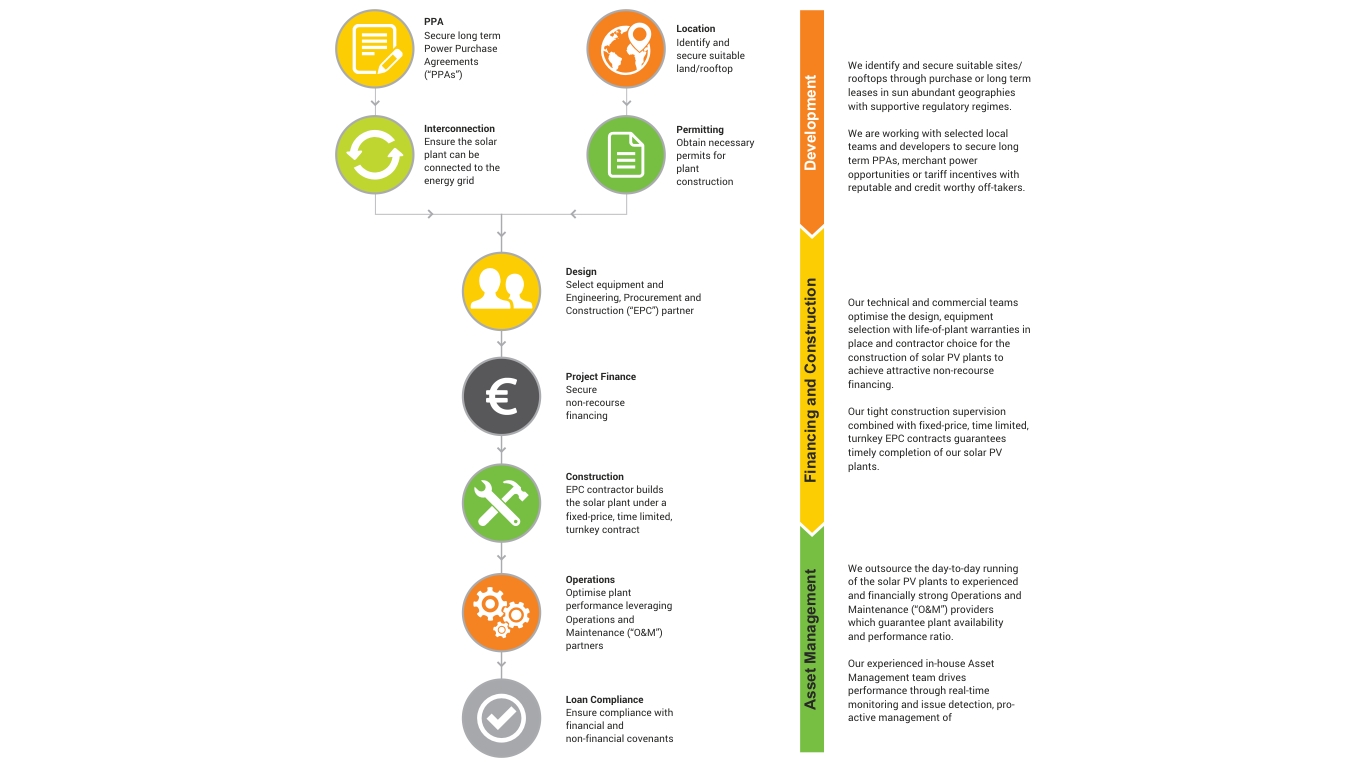 PPA
Secure long term
Power Purchase
Agreements
(“PPAs”)
Location
Identify and
secure suitable
land/rooftop
Interconnection
Ensure the solar
plant can be
connected to the
energy grid
Permitting
Obtain necessary
permits for
plant
construction
Design
Select equipment and
Engineering, Procurement and
Construction (“EPC”) partner
€
Project Finance
Secure
non-recourse
financing
Construction
EPC contractor builds
the solar plant under a
fixed-price, time limited,
turnkey contract
Operations
Optimise plant
performance leveraging
Operations and
Maintenance (“O&M”)
partners
Loan Compliance
Ensure compliance with
financial and
non-financial covenants
Development
We identify and secure suitable sites/
rooftops through purchase or long term
leases in sun abundant geographies
with supportive regulatory regimes.
We are working with selected local
teams and developers to secure long
term PPAs, merchant power
opportunities or tariff incentives with
reputable and credit worthy off-takers.
Financing and Construction
Our technical and commercial teams
optimise the design, equipment
selection with life-of-plant warranties in
place and contractor choice for the
construction of solar PV plants to
achieve attractive non-recourse
financing.
Our tight construction supervision
combined with fixed-price, time limited,
turnkey EPC contracts guarantees
timely completion of our solar PV
plants.
Asset Management
We outsource the day-to-day running
of the solar PV plants to experienced
and financially strong Operations and
Maintenance (“O&M”) providers
which guarantee plant availability
and performance ratio.
Our experienced in-house Asset
Management team drives
performance through real-time
monitoring and issue detection, pro-
active management of